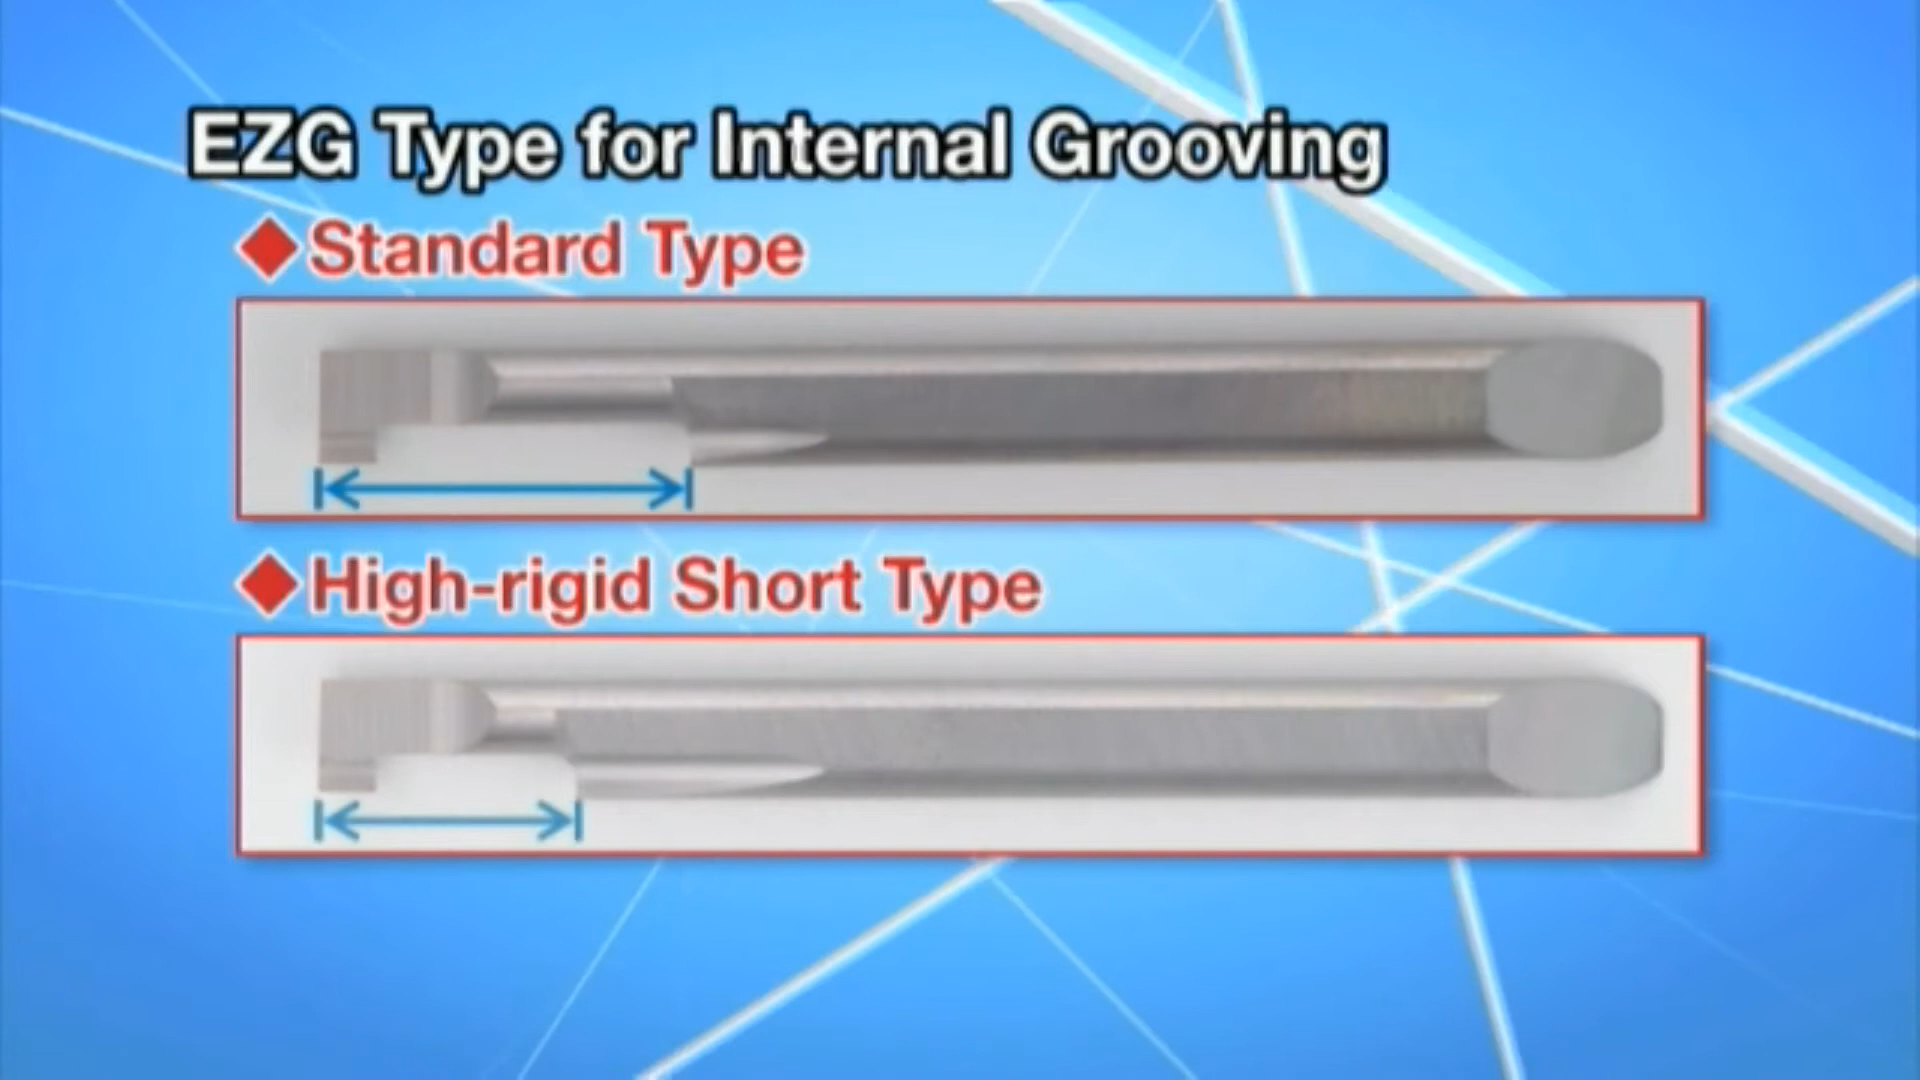 EZG Type for Internal Grooving
◆Standard Type
◆High-rigid Short Type